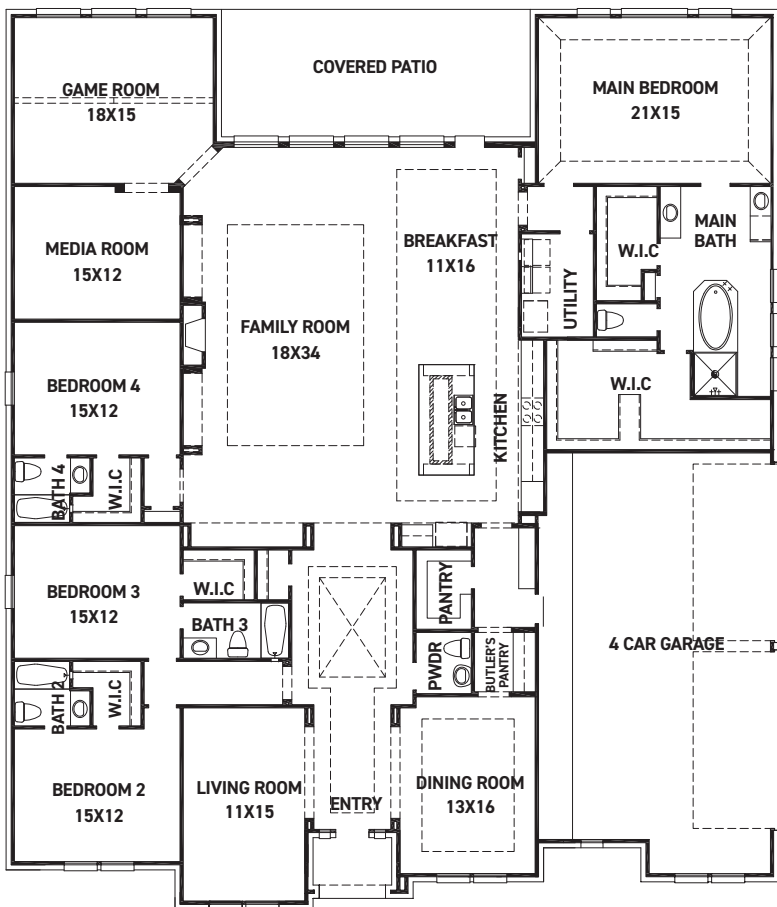 COVERED PATIO
GAME ROOM
18X15
MAIN BEDROOM
21X15
MEDIA ROOM
15X12
BREAKFAST
11X16
W.I.C
MAIN
BATH
UTILITY
FAMILY ROOM
18X34
BEDROOM 4
15X12
W.I.C
KITCHEN
BATH 4
W.I.C
BEDROOM 3
15X12
W.I.C
BATH 3
PANTRY
PWDR
BUTLER'S
PANTRY
4 CAR GARAGE
BATH 2
W.I.C
BEDROOM 2
15X12
LIVING ROOM
11X15
ENTRY
DINING ROOM
13X16